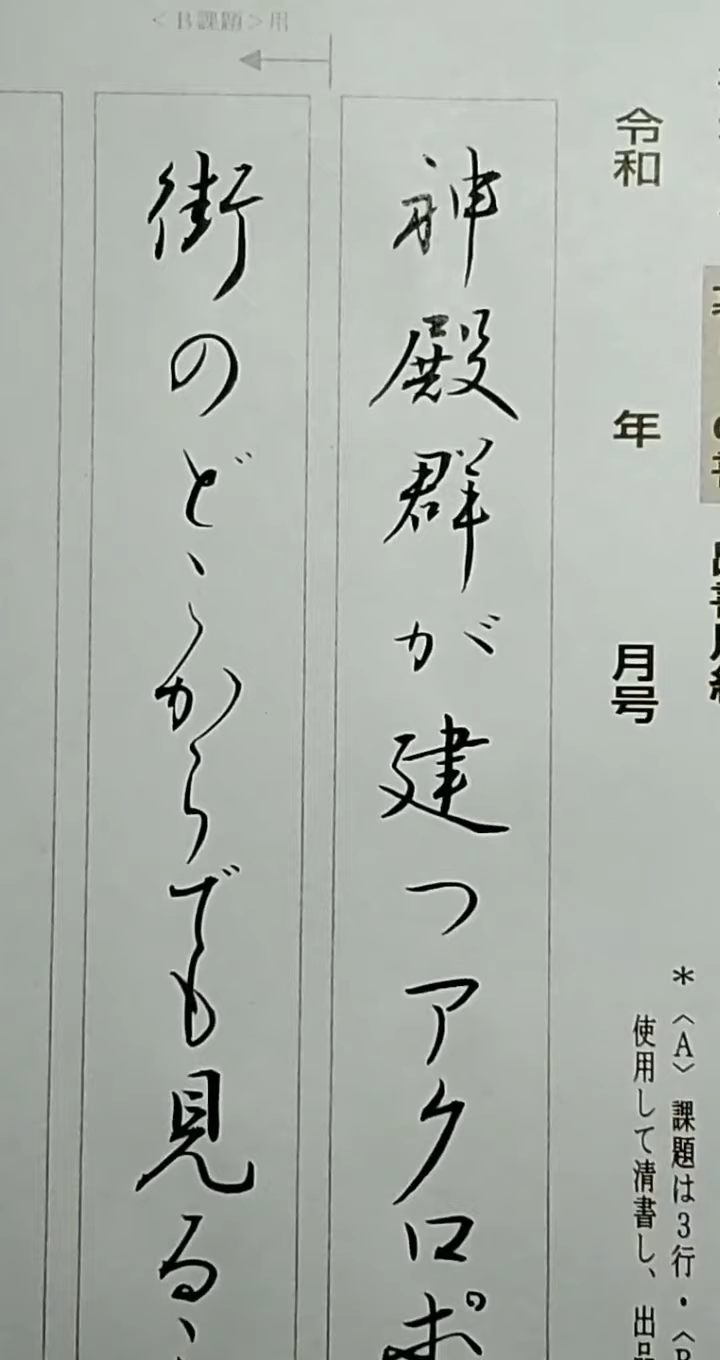 令和 年 月号
*〈A〉課題は3行・〈B
使用して清書し、出品
<B課題>用
神殿群が建つアクロポ
街のどこからでも見るこ